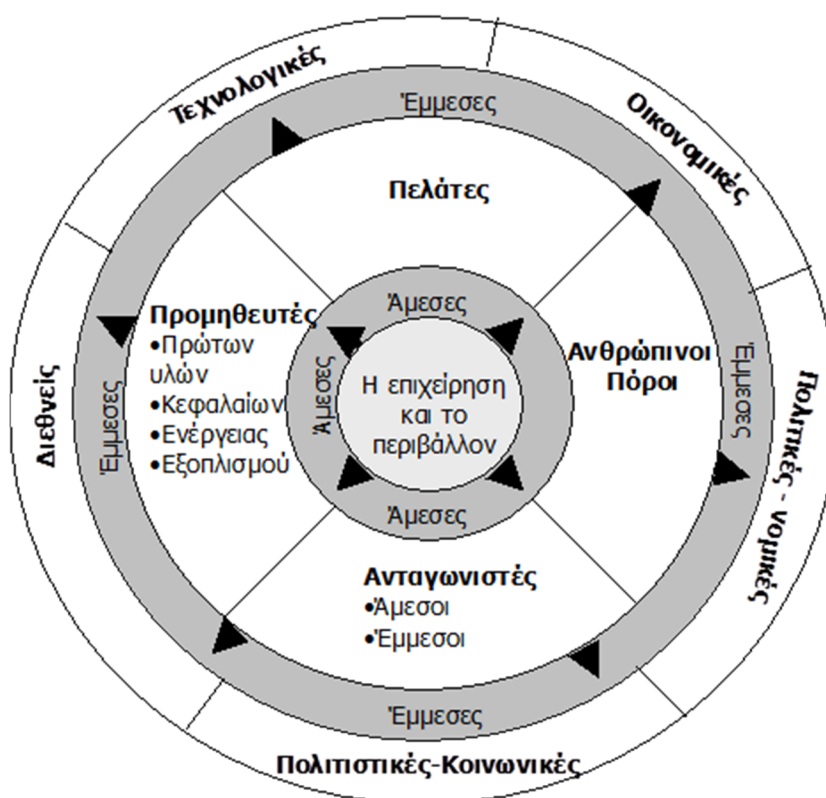 Τεχνολογικές
Οικονομικές
Έμμεσες
Πελάτες
Άμεσες
Προμηθευτές
•Πρώτων
υλών
•Κεφαλαίων
•Ενέργειας
•Εξοπλισμού
Άμεσες
Η επιχείρηση
και το
περιβάλλον
Ανθρώπινοι
Πόροι
Έμμεσες
Πολιτικές - νομικές
Διεθνείς
Έμμεσες
Άμεσες
Ανταγωνιστές
•Άμεσοι
•Έμμεσοι
Έμμεσες
Πολιτιστικές-Κοινωνικές